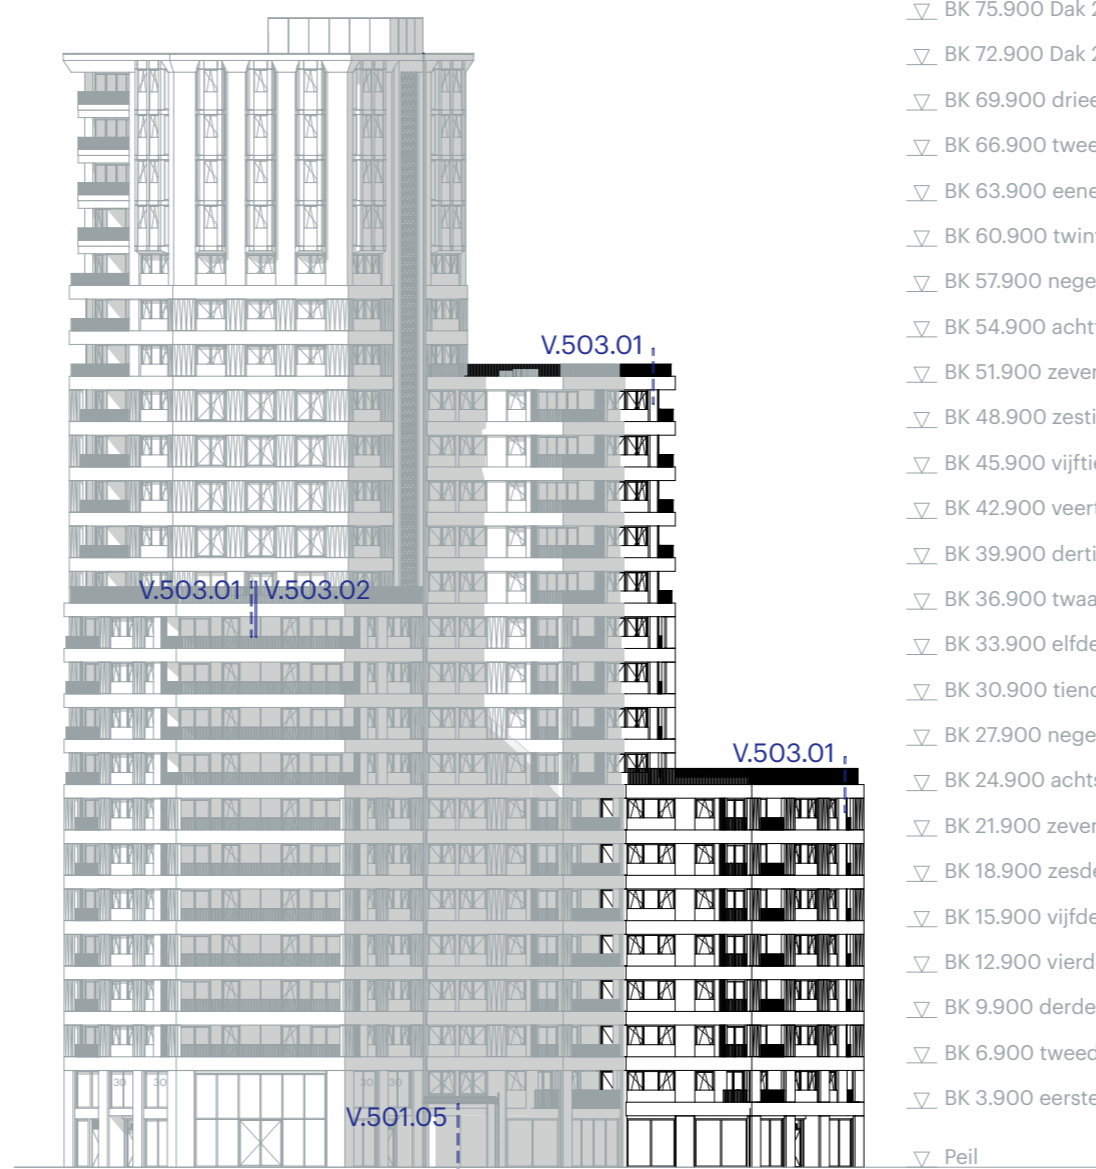 BK 75.900 Dak
BK 72.900 Dak
BK 69.900
BK 66.900
BK 63.900
BK 60.900
BK 57.900
V.503.01
BK 54.900
BK 51.900
BK 48.900
BK 45.900
BK 42.900
BK 39.900
V.503.01 V.503.02
BK 36.900
BK 33.900
BK 30.900
V.503.01
BK 27.900
BK 24.900
BK 21.900
BK 18.900
BK 15.900
BK 12.900
BK 9.900 derde
BK 6.900
30 30 30 30
BK 3.900 eerste
V.501.05
Peil